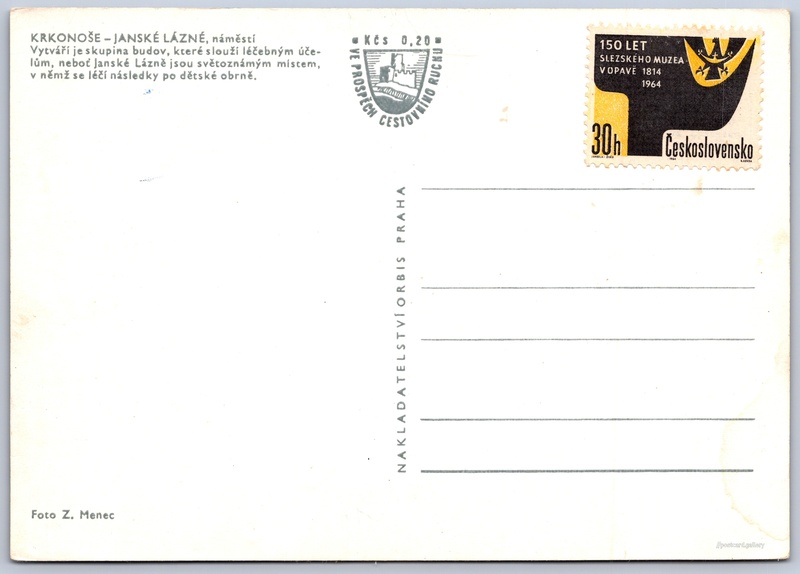 KRKONOŠE – JANSKÉ LÁZNĚ, náměstí
Vytváří je skupina budov, které slouží léčebným úče-
lům, neboť Janské Lázně jsou světoznámým místem,
v němž se léčí následky po dětské obrně.
Kčs 0,20
VE PROSPĚCH CESTOVNÍHO RUCHU
150 LET
SLEZSKÉHO MUZEA
V OPAVĚ 1814
1964
30h
Československo
NAKLADATELSTVÍ ORBIS PRAHA
Foto Z. Menec